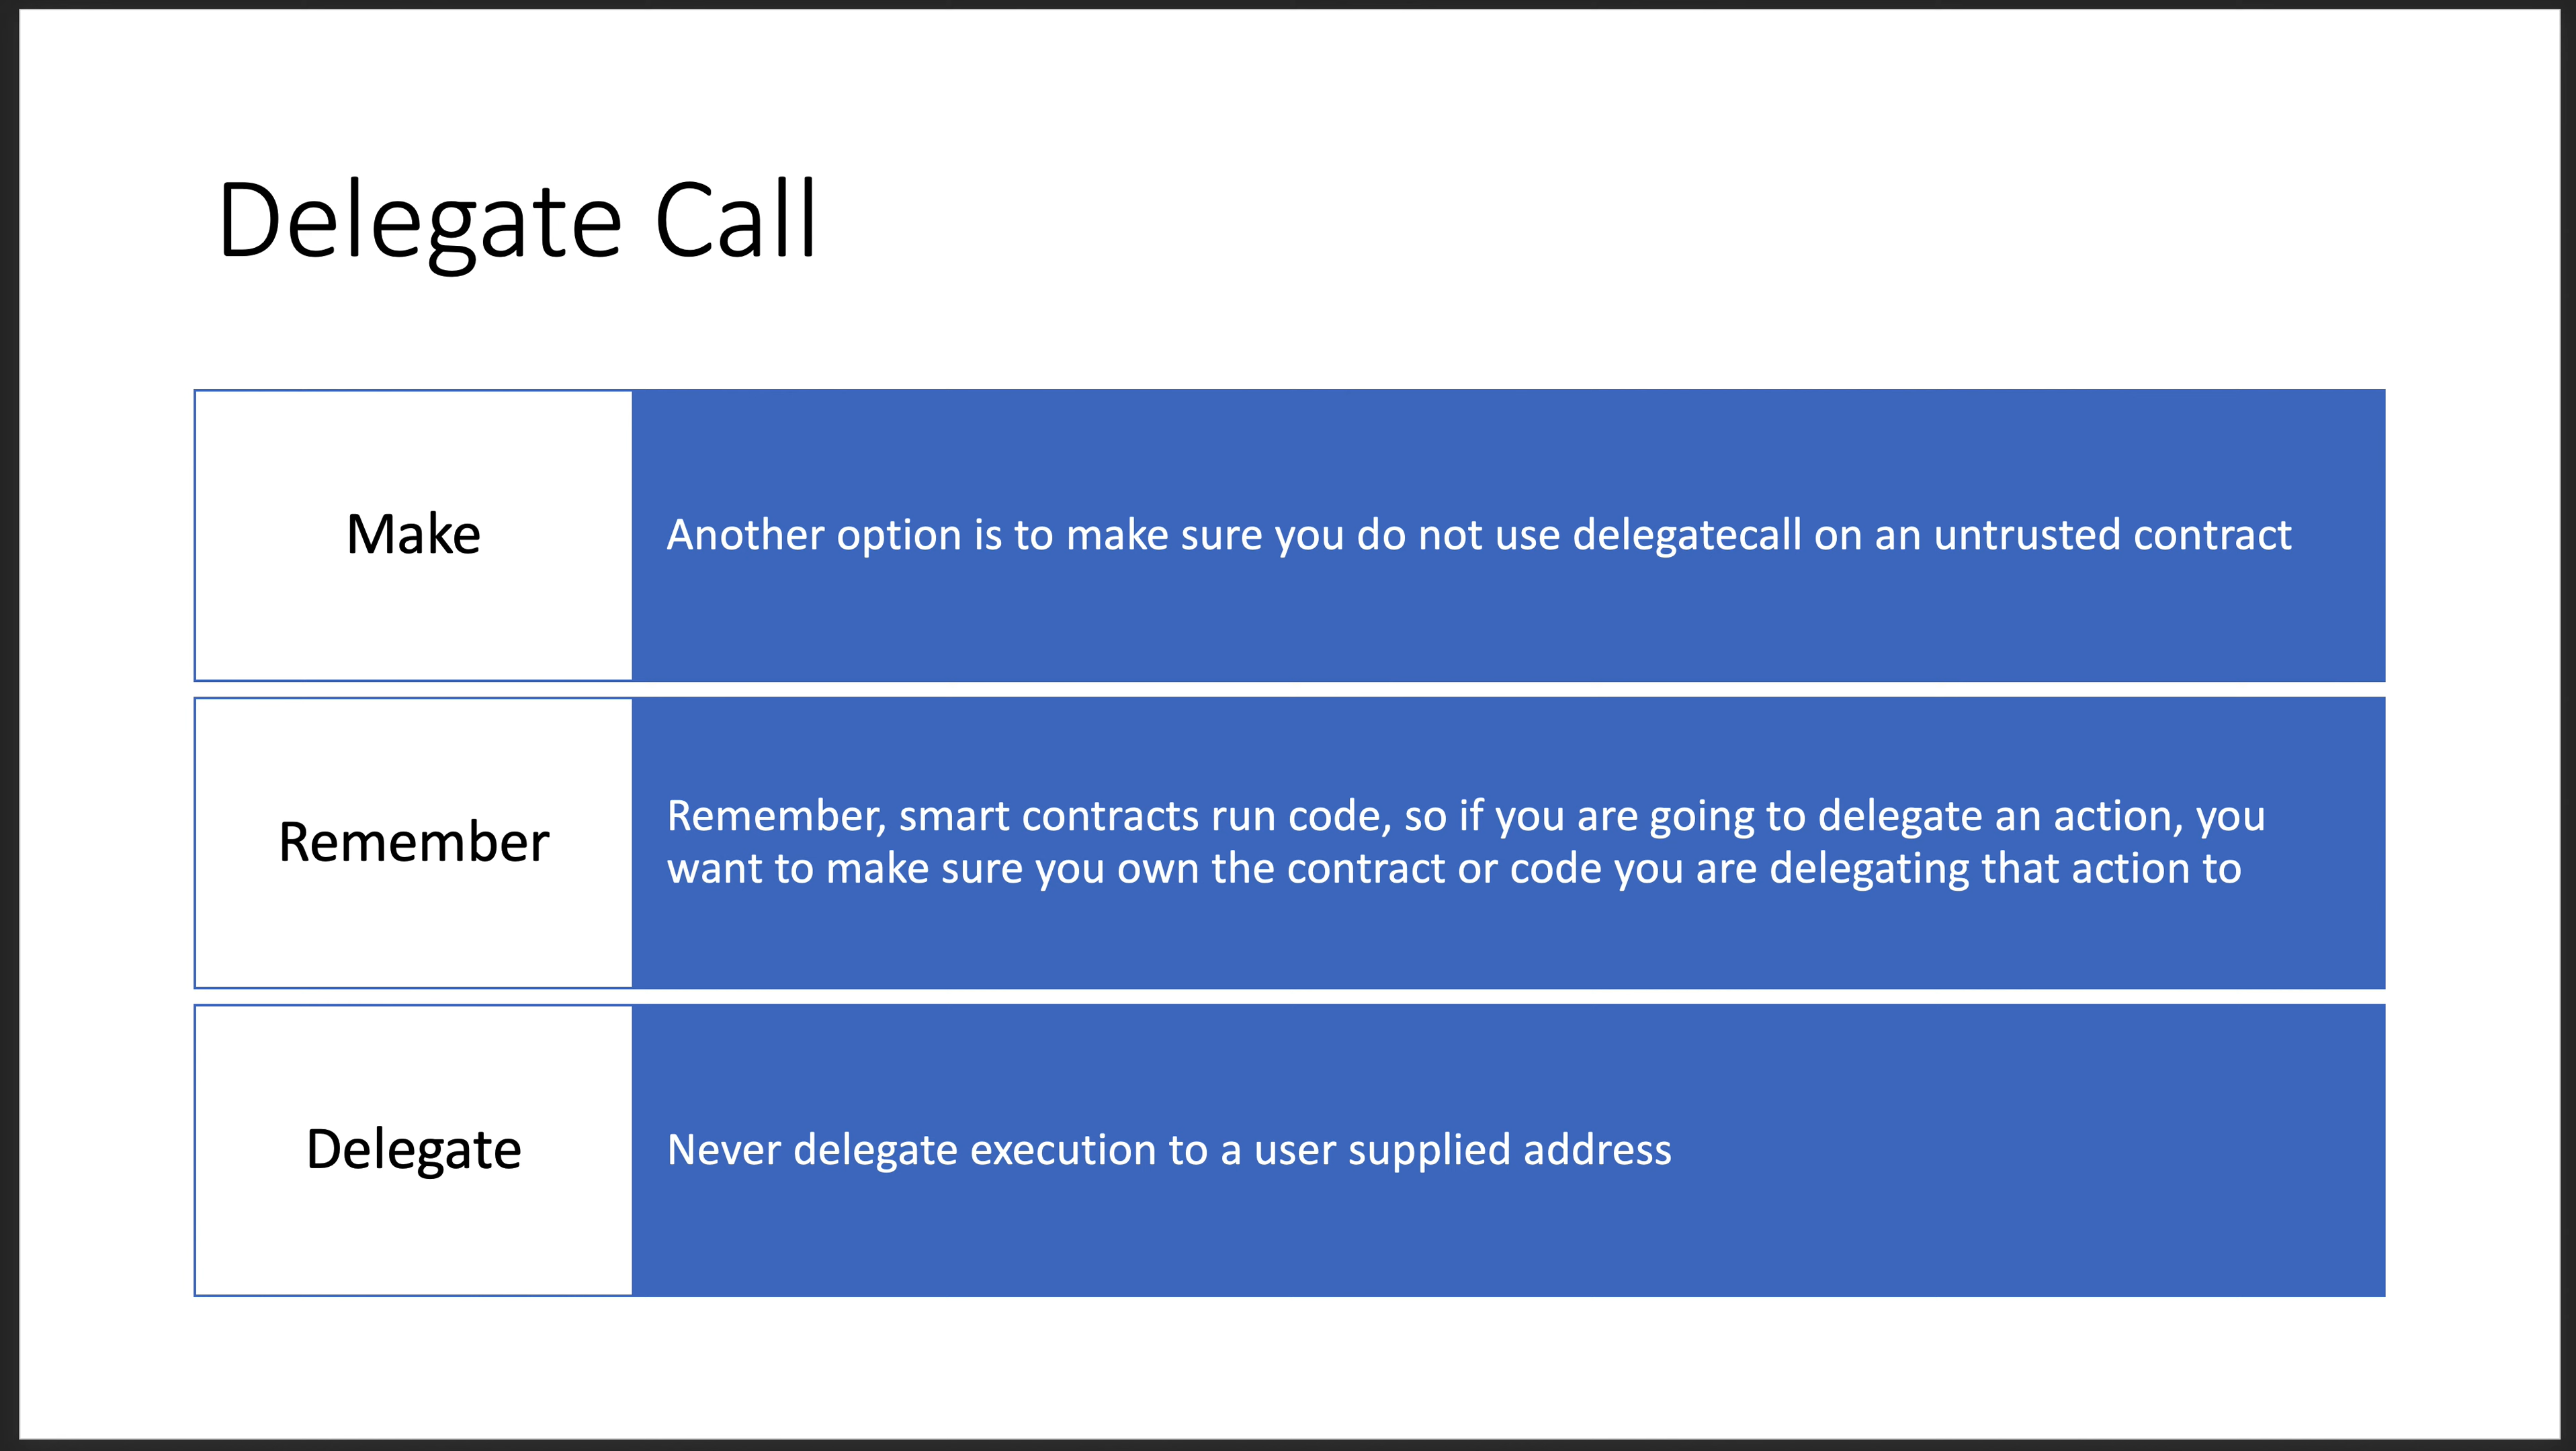 Delegate Call
Make
Another option is to make sure you do not use delegatecall on an untrusted contract
Remember
Remember, smart contracts run code, so if you are going to delegate an action, you
want to make sure you own the contract or code you are delegating that action to
Delegate
Never delegate execution to a user supplied address